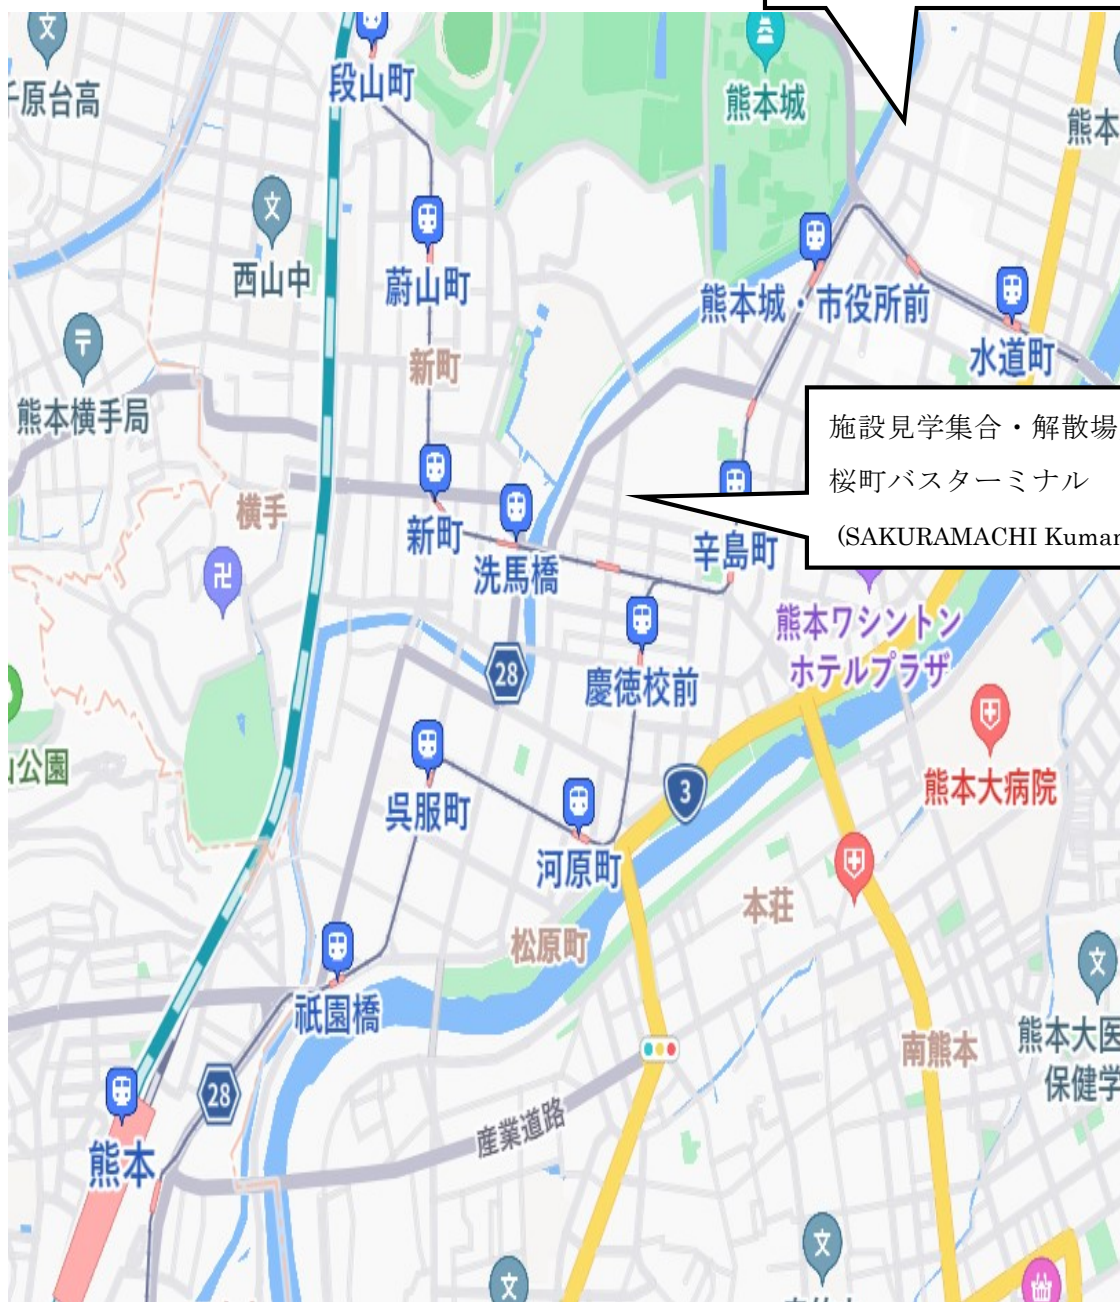 段山町
熊本城
千原台高
熊本
西山中
蔚山町
熊本城・市役所前
水道町
新町
熊本横手局
施設見学集合・解散場
桜町バスターミナル
(SAKURAMACHI Kumam
横手
新町
洗馬橋
辛島町
熊本ワシントン
ホテルプラザ
28
慶徳校前
公園
3
熊本大病院
呉服町
河原町
本荘
松原町
祇園橋
南熊本
熊本大医
保健学
28
産業道路
熊本